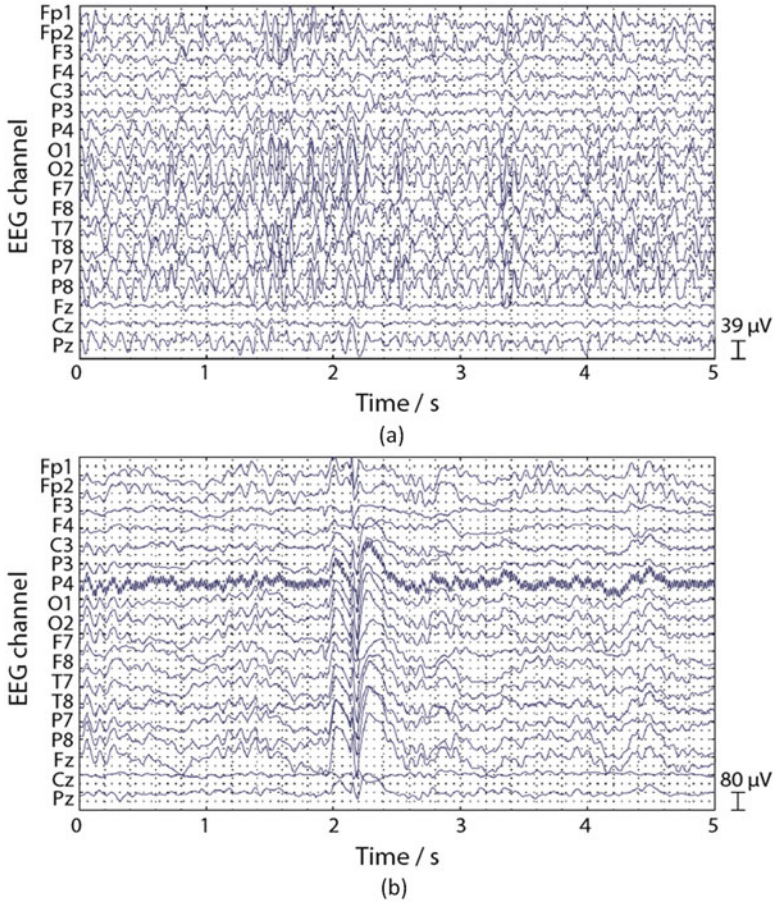 Fp1
Fp2
F3
F4
C3
P3
P4
O1
O2
F7
F8
T7
T8
P7
P8
Fz
Cz
Pz
EEG channel
39 μV
0 1 2 3 4 5
Time / s
(a)
Fp1
Fp2
F3
F4
C3
P3
P4
O1
O2
F7
F8
T7
T8
P7
P8
Fz
Cz
Pz
EEG channel
80 μV
0 1 2 3 4 5
Time / s
(b)